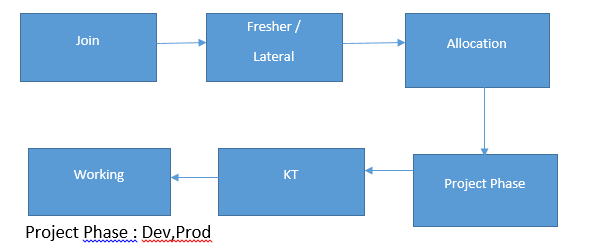 Join
Fresher /
Lateral
Allocation
Project Phase
KT
Working
Project Phase : Dev,Prod